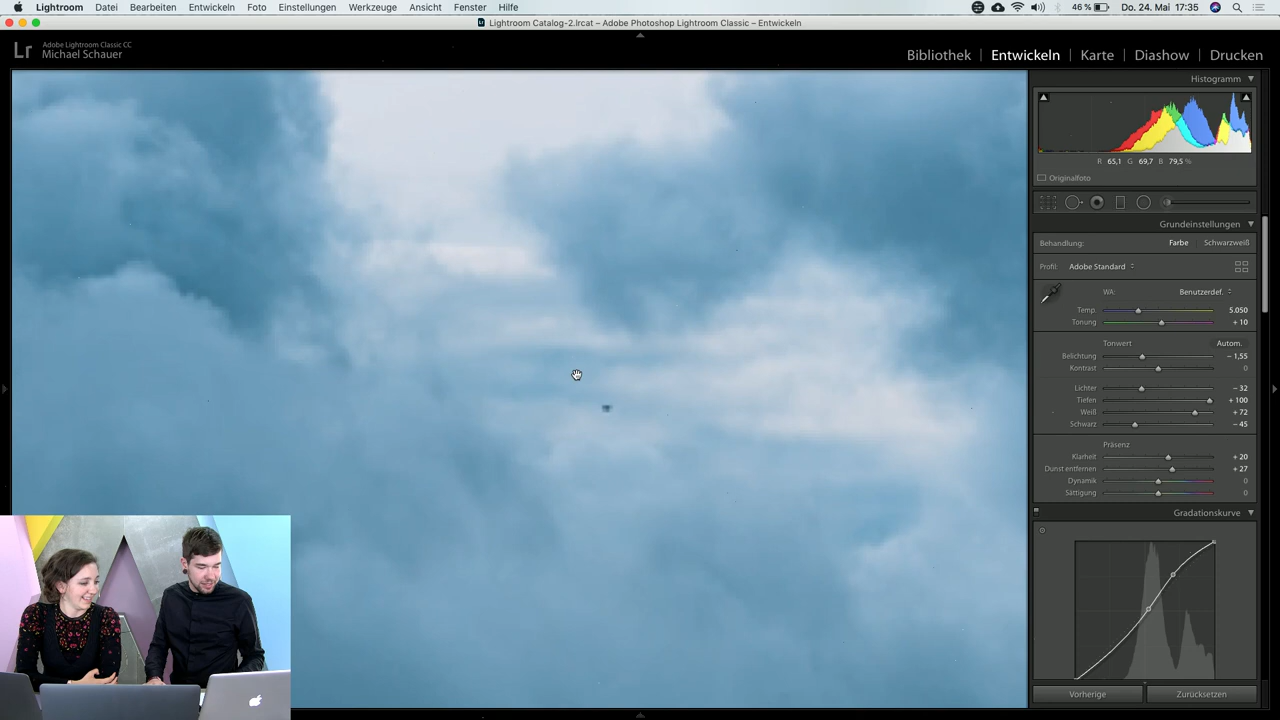 Lightroom Datei Bearbeiten Entwickeln Foto Einstellungen Werkzeuge Ansicht Fenster Hilfe 46 % Do. 24. Mai 17:35
Lightroom Catalog-2.lrcat – Adobe Photoshop Lightroom Classic – Entwickeln
Lr Adobe Lightroom Classic CC
Michael Schauer
Bibliothek | Entwickeln | Karte | Diashow | Drucken
Histogramm
R 65,1 G 69,7 B 79,5 %
Originalfoto
Grundeinstellungen
Behandlung: Farbe Schwarzweiß
Profil: Adobe Standard
WA: Benutzerdef.
Temp. 5.050
Tonung + 10
Tonwert Autom.
Belichtung − 1,55
Kontrast 0
Lichter − 32
Tiefen + 100
Weiß + 72
Schwarz − 45
Präsenz
Klarheit + 20
Dunst entfernen + 27
Dynamik 0
Sättigung 0
Gradationskurve
Vorherige Zurücksetzen